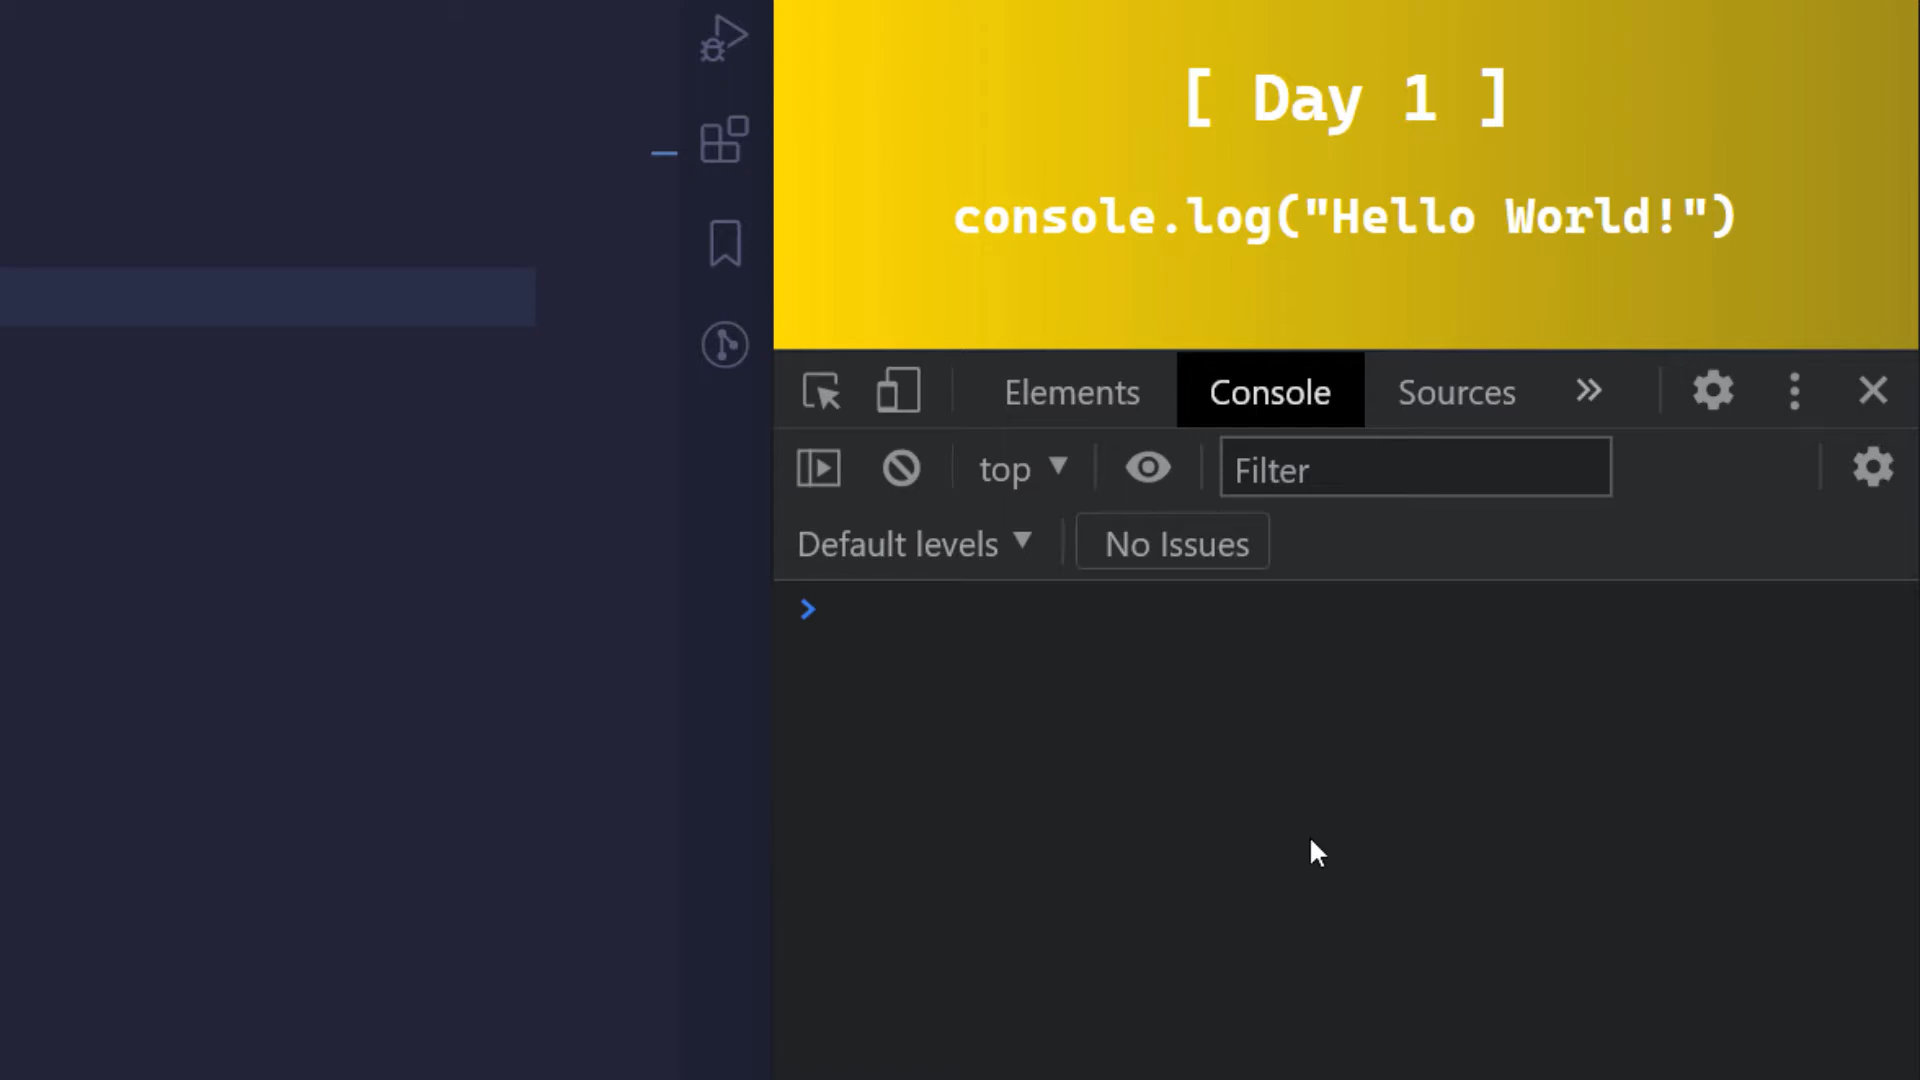 [ Day 1 ]
console.log("Hello World!")
Elements Console Sources
top Filter
Default levels No Issues